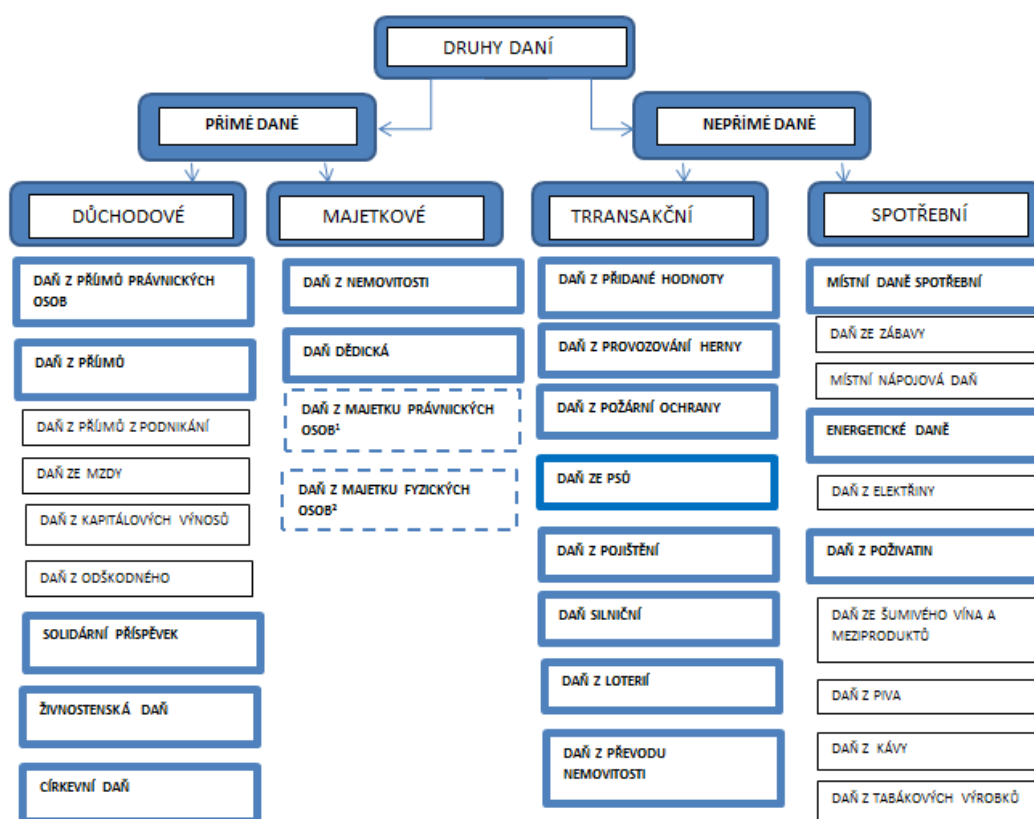 DRUHY DANÍ
PŘÍMÉ DANĚ
NEPŘÍMÉ DANĚ
DŮCHODOVÉ
DAŇ Z PŘÍJMŮ PRÁVNICKÝCH
OSOB
DAŇ Z PŘÍJMŮ
DAŇ Z PŘÍJMŮ Z PODNIKÁNÍ
DAŇ ZE MZDY
DAŇ Z KAPITÁLOVÝCH VÝNOSŮ
DAŇ Z ODŠKODNÉHO
SOLIDÁRNÍ PŘÍSPĚVEK
ŽIVNOSTENSKÁ DAŇ
CÍRKEVNÍ DAŇ
MAJETKOVÉ
DAŇ Z NEMOVITOSTI
DAŇ DĚDICKÁ
DAŇ Z MAJETKU PRÁVNICKÝCH
OSOB¹
DAŇ Z MAJETKU FYZICKÝCH
OSOB²
TRRANSAKČNÍ
DAŇ Z PŘIDANÉ HODNOTY
DAŇ Z PROVOZOVÁNÍ HERNY
DAŇ Z POŽÁRNÍ OCHRANY
DAŇ ZE PSŮ
DAŇ Z POJIŠTĚNÍ
DAŇ SILNIČNÍ
DAŇ Z LOTERIÍ
DAŇ Z PŘEVODU
NEMOVITOSTI
SPOTŘEBNÍ
MÍSTNÍ DANĚ SPOTŘEBNÍ
DAŇ ZE ZÁBAVY
MÍSTNÍ NÁPOJOVÁ DAŇ
ENERGETICKÉ DANĚ
DAŇ Z ELEKTŘINY
DAŇ Z POŽIVATIN
DAŇ ZE ŠUMIVÉHO VÍNA A
MEZIPRODUKTŮ
DAŇ Z PIVA
DAŇ Z KÁVY
DAŇ Z TABÁKOVÝCH VÝROBKŮ